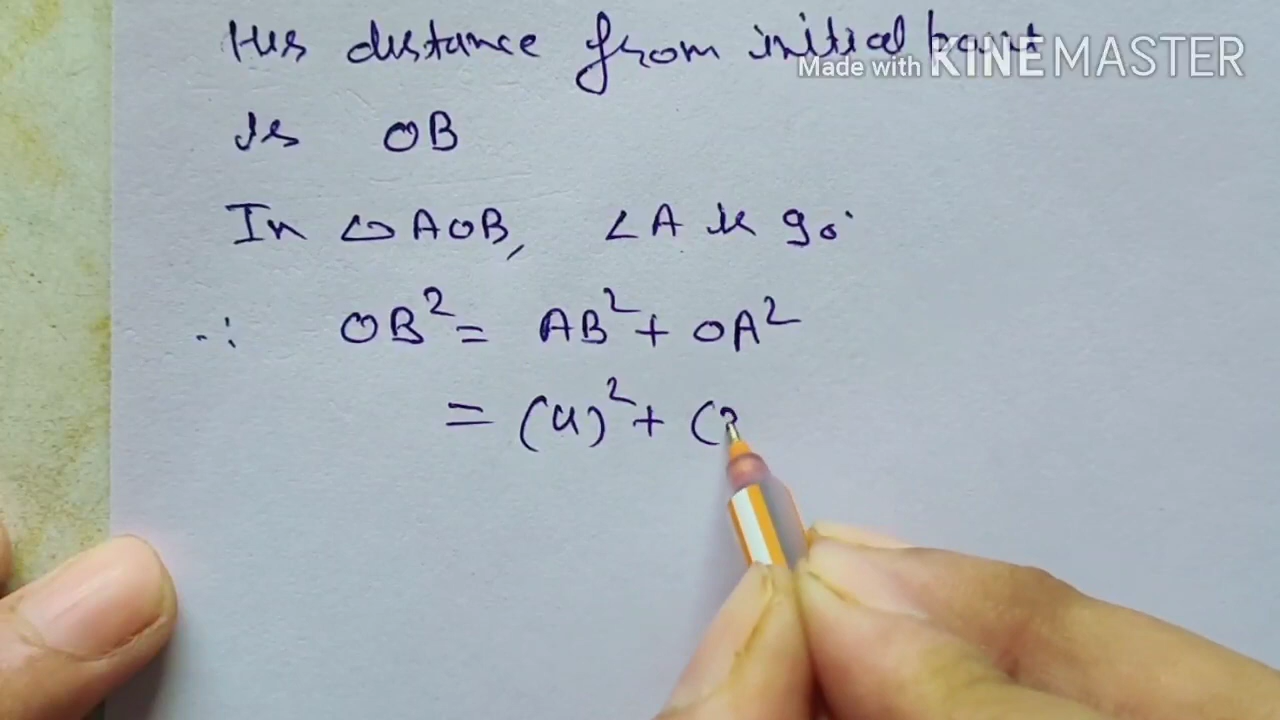 His distance from initial point
Made with KINEMASTER
is OB
In △AOB, ∠A is 90°
∴ OB² = AB² + OA²
= (4)² + (3